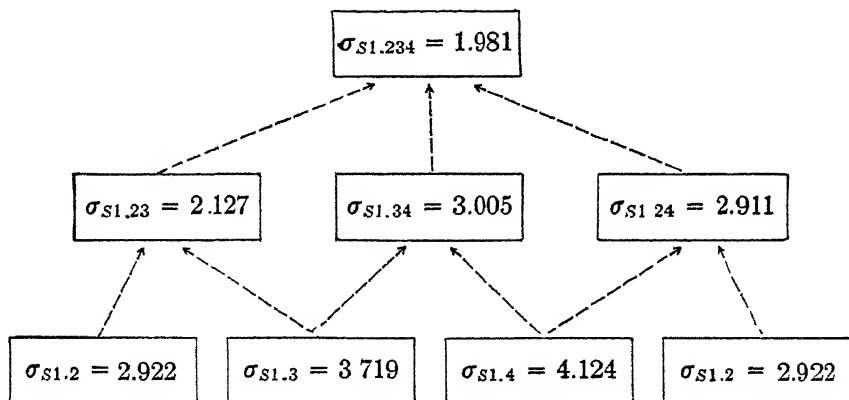 σS1.234 = 1.981
σS1.23 = 2.127
σS1.34 = 3.005
σS1 24 = 2.911
σS1.2 = 2.922
σS1.3 = 3 719
σS1.4 = 4.124
σS1.2 = 2.922